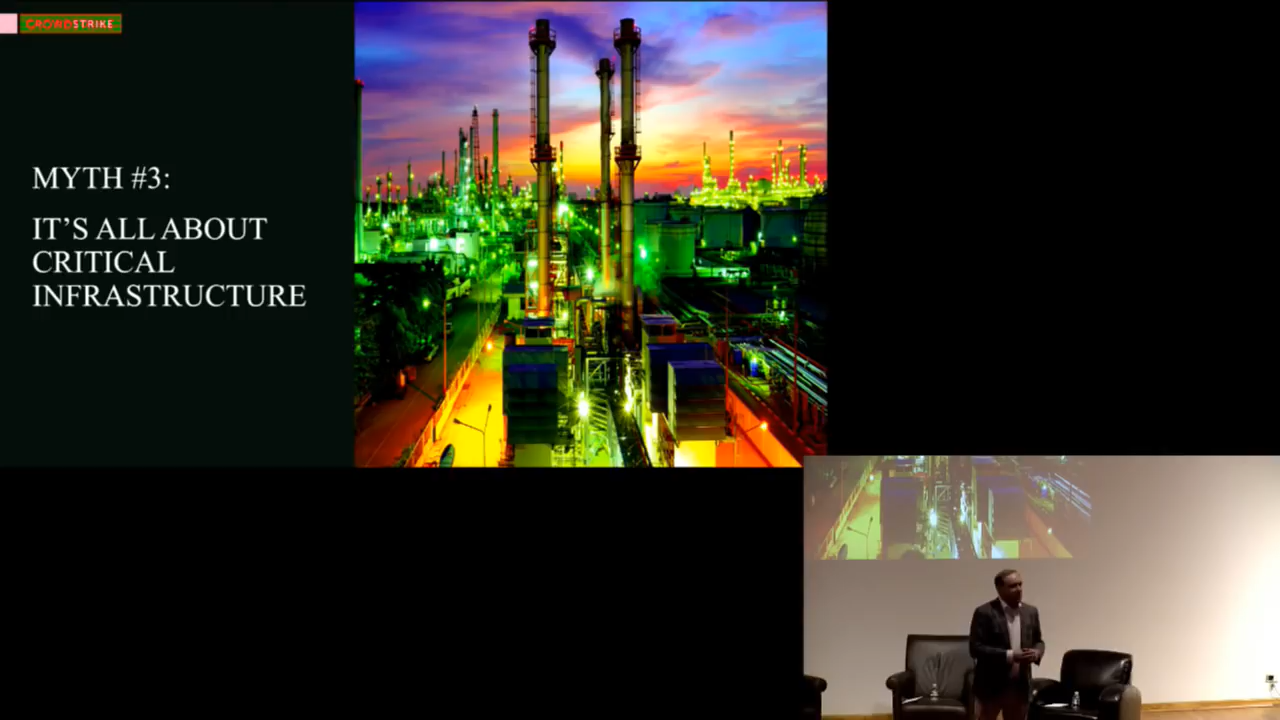 CROWDSTRIKE
MYTH #3:
IT'S ALL ABOUT
CRITICAL
INFRASTRUCTURE